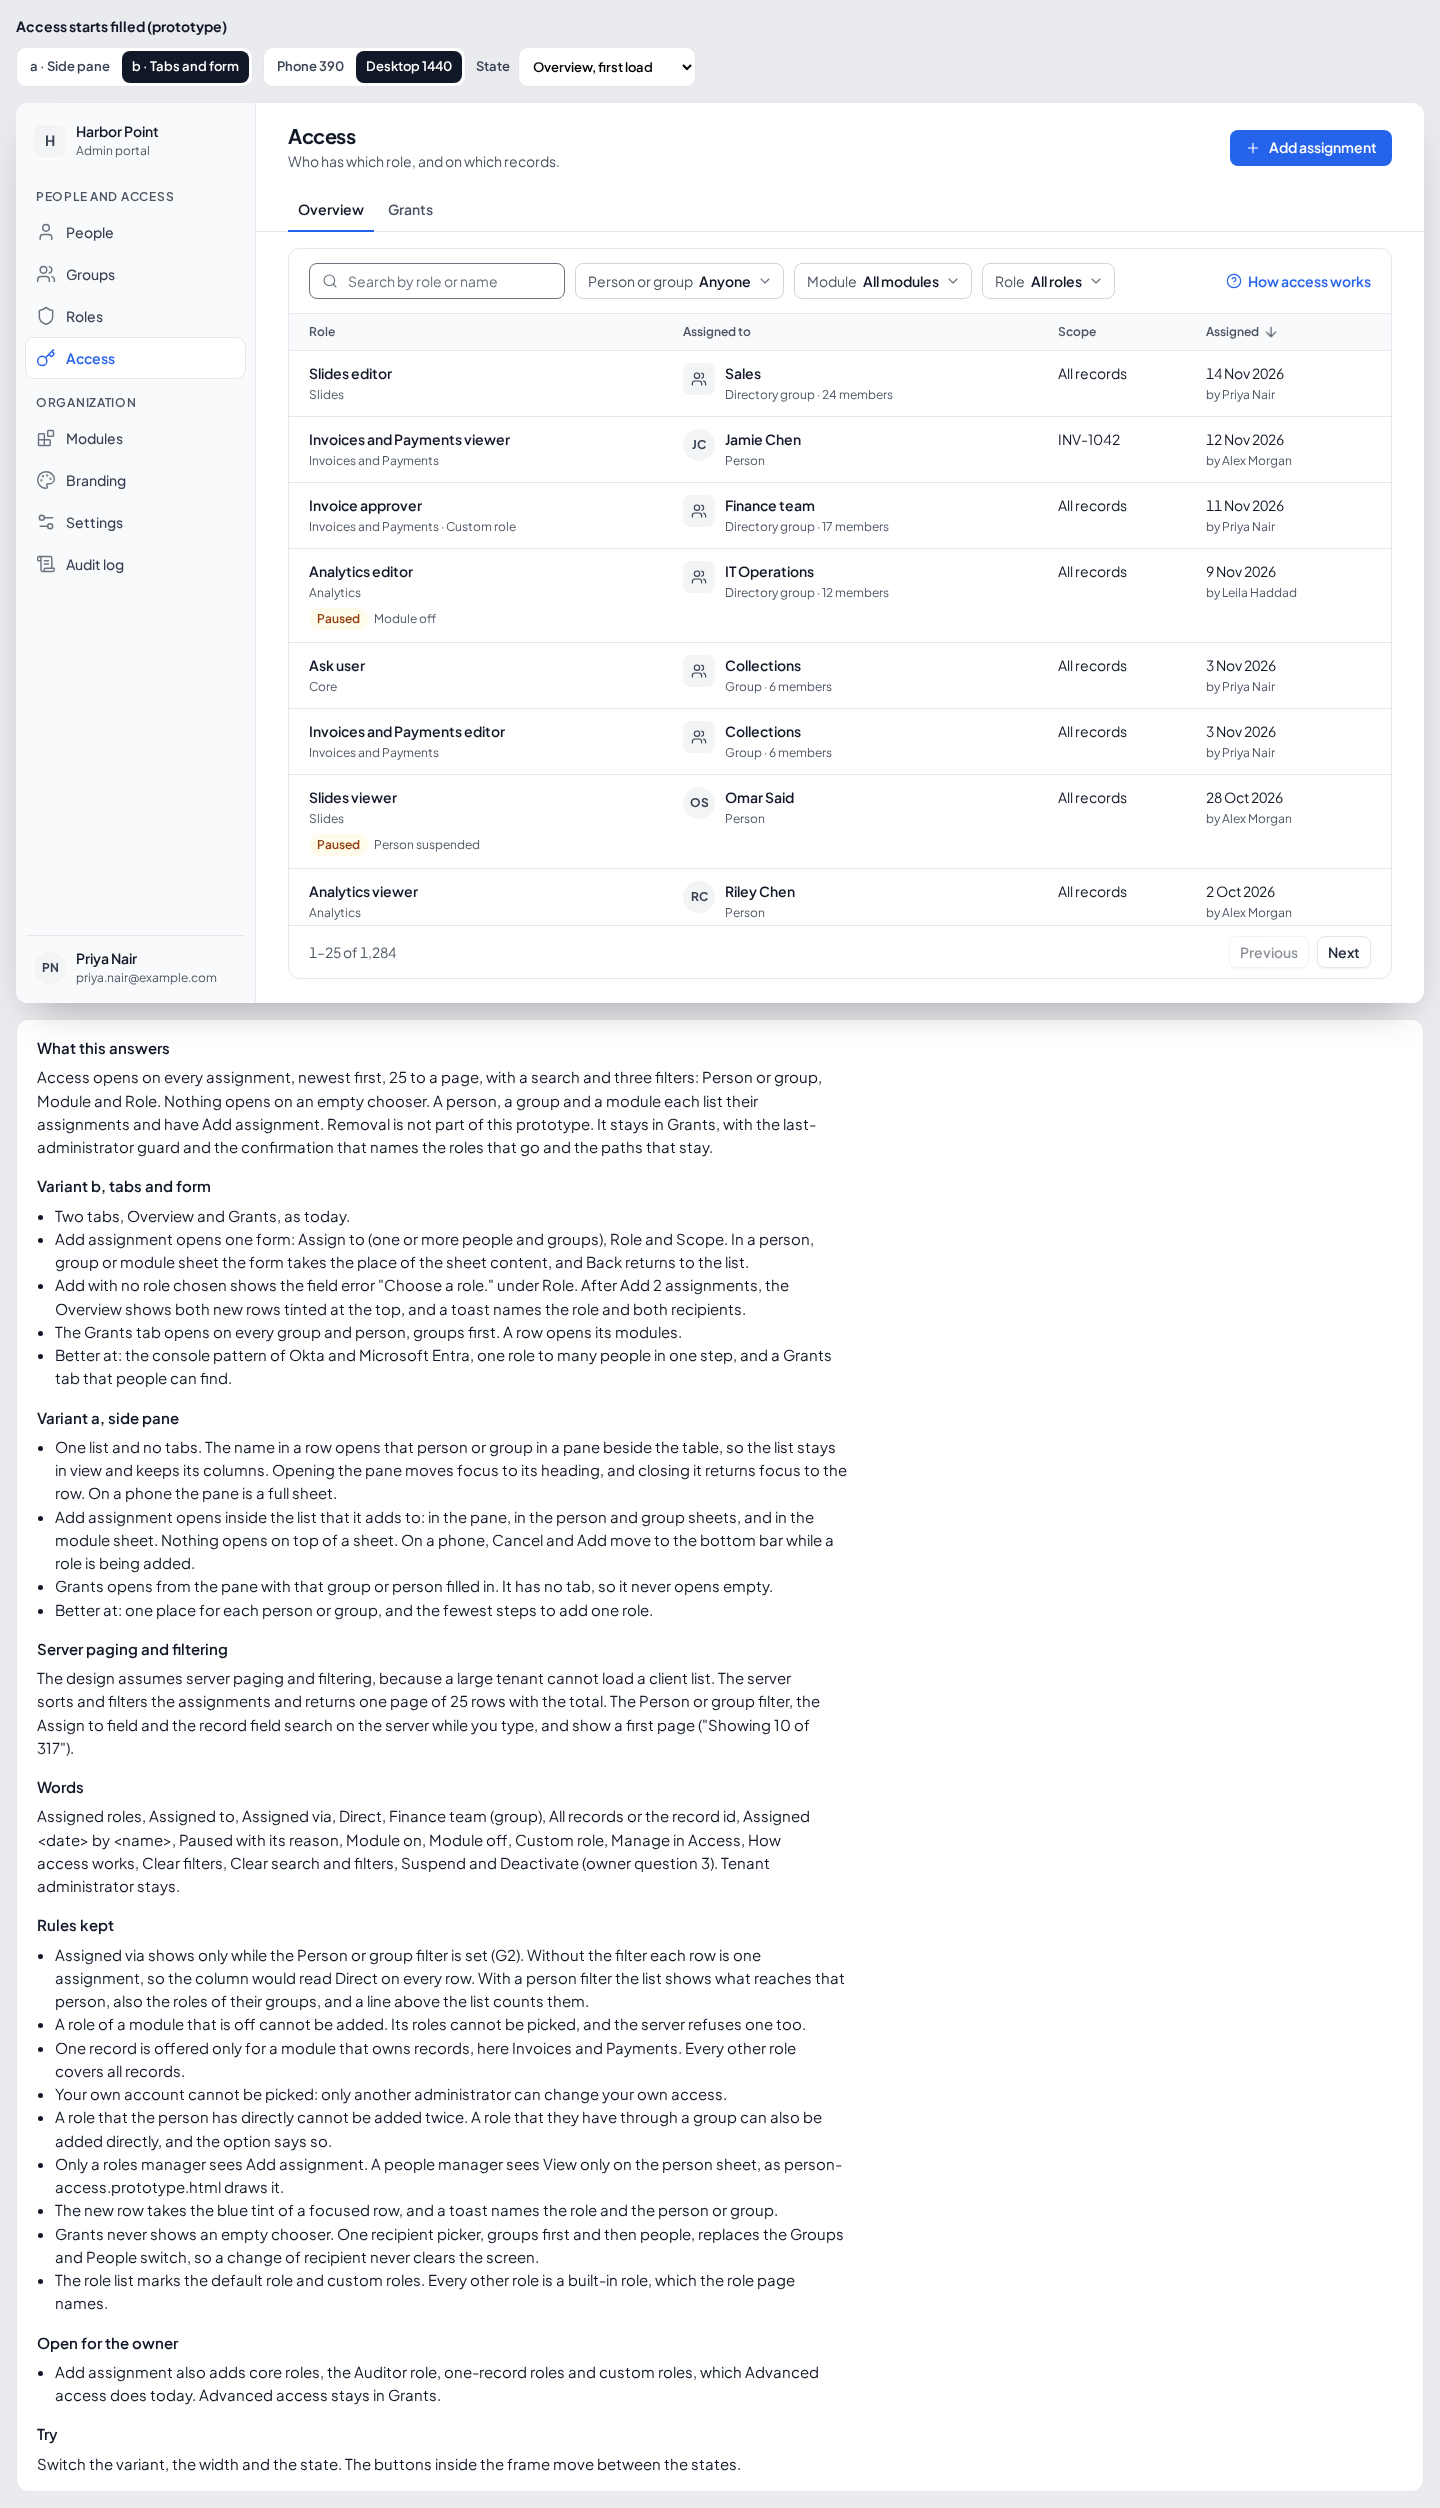 Access starts filled (prototype)
a · Side pane
b · Tabs and form
Phone 390
Desktop 1440
State
Overview, first load
H
Harbor Point
Admin portal
PEOPLE AND ACCESS
People
Groups
Roles
Access
ORGANIZATION
Modules
Branding
Settings
Audit log
PN
Priya Nair
priya.nair@example.com
Access
Who has which role, and on which records.
Add assignment
Overview
Grants
Search by role or name
Person or group Anyone
Module All modules
Role All roles
How access works
Role
Assigned to
Scope
Assigned
Slides editor
Slides
Sales
Directory group · 24 members
All records
14 Nov 2026
by Priya Nair
Invoices and Payments viewer
Invoices and Payments
JC
Jamie Chen
Person
INV-1042
12 Nov 2026
by Alex Morgan
Invoice approver
Invoices and Payments · Custom role
Finance team
Directory group · 17 members
All records
11 Nov 2026
by Priya Nair
Analytics editor
Analytics
Paused Module off
IT Operations
Directory group · 12 members
All records
9 Nov 2026
by Leila Haddad
Ask user
Core
Collections
Group · 6 members
All records
3 Nov 2026
by Priya Nair
Invoices and Payments editor
Invoices and Payments
Collections
Group · 6 members
All records
3 Nov 2026
by Priya Nair
Slides viewer
Slides
Paused Person suspended
OS
Omar Said
Person
All records
28 Oct 2026
by Alex Morgan
Analytics viewer
Analytics
RC
Riley Chen
Person
All records
2 Oct 2026
by Alex Morgan
1–25 of 1,284
Previous
Next
What this answers
Access opens on every assignment, newest first, 25 to a page, with a search and three filters: Person or group,
Module and Role. Nothing opens on an empty chooser. A person, a group and a module each list their
assignments and have Add assignment. Removal is not part of this prototype. It stays in Grants, with the last-
administrator guard and the confirmation that names the roles that go and the paths that stay.
Variant b, tabs and form
• Two tabs, Overview and Grants, as today.
• Add assignment opens one form: Assign to (one or more people and groups), Role and Scope. In a person,
group or module sheet the form takes the place of the sheet content, and Back returns to the list.
• Add with no role chosen shows the field error "Choose a role." under Role. After Add 2 assignments, the
Overview shows both new rows tinted at the top, and a toast names the role and both recipients.
• The Grants tab opens on every group and person, groups first. A row opens its modules.
• Better at: the console pattern of Okta and Microsoft Entra, one role to many people in one step, and a Grants
tab that people can find.
Variant a, side pane
• One list and no tabs. The name in a row opens that person or group in a pane beside the table, so the list stays
in view and keeps its columns. Opening the pane moves focus to its heading, and closing it returns focus to the
row. On a phone the pane is a full sheet.
• Add assignment opens inside the list that it adds to: in the pane, in the person and group sheets, and in the
module sheet. Nothing opens on top of a sheet. On a phone, Cancel and Add move to the bottom bar while a
role is being added.
• Grants opens from the pane with that group or person filled in. It has no tab, so it never opens empty.
• Better at: one place for each person or group, and the fewest steps to add one role.
Server paging and filtering
The design assumes server paging and filtering, because a large tenant cannot load a client list. The server
sorts and filters the assignments and returns one page of 25 rows with the total. The Person or group filter, the
Assign to field and the record field search on the server while you type, and show a first page ("Showing 10 of
317").
Words
Assigned roles, Assigned to, Assigned via, Direct, Finance team (group), All records or the record id, Assigned
<date> by <name>, Paused with its reason, Module on, Module off, Custom role, Manage in Access, How
access works, Clear filters, Clear search and filters, Suspend and Deactivate (owner question 3). Tenant
administrator stays.
Rules kept
• Assigned via shows only while the Person or group filter is set (G2). Without the filter each row is one
assignment, so the column would read Direct on every row. With a person filter the list shows what reaches that
person, also the roles of their groups, and a line above the list counts them.
• A role of a module that is off cannot be added. Its roles cannot be picked, and the server refuses one too.
• One record is offered only for a module that owns records, here Invoices and Payments. Every other role
covers all records.
• Your own account cannot be picked: only another administrator can change your own access.
• A role that the person has directly cannot be added twice. A role that they have through a group can also be
added directly, and the option says so.
• Only a roles manager sees Add assignment. A people manager sees View only on the person sheet, as person-
access.prototype.html draws it.
• The new row takes the blue tint of a focused row, and a toast names the role and the person or group.
• Grants never shows an empty chooser. One recipient picker, groups first and then people, replaces the Groups
and People switch, so a change of recipient never clears the screen.
• The role list marks the default role and custom roles. Every other role is a built-in role, which the role page
names.
Open for the owner
• Add assignment also adds core roles, the Auditor role, one-record roles and custom roles, which Advanced
access does today. Advanced access stays in Grants.
Try
Switch the variant, the width and the state. The buttons inside the frame move between the states.